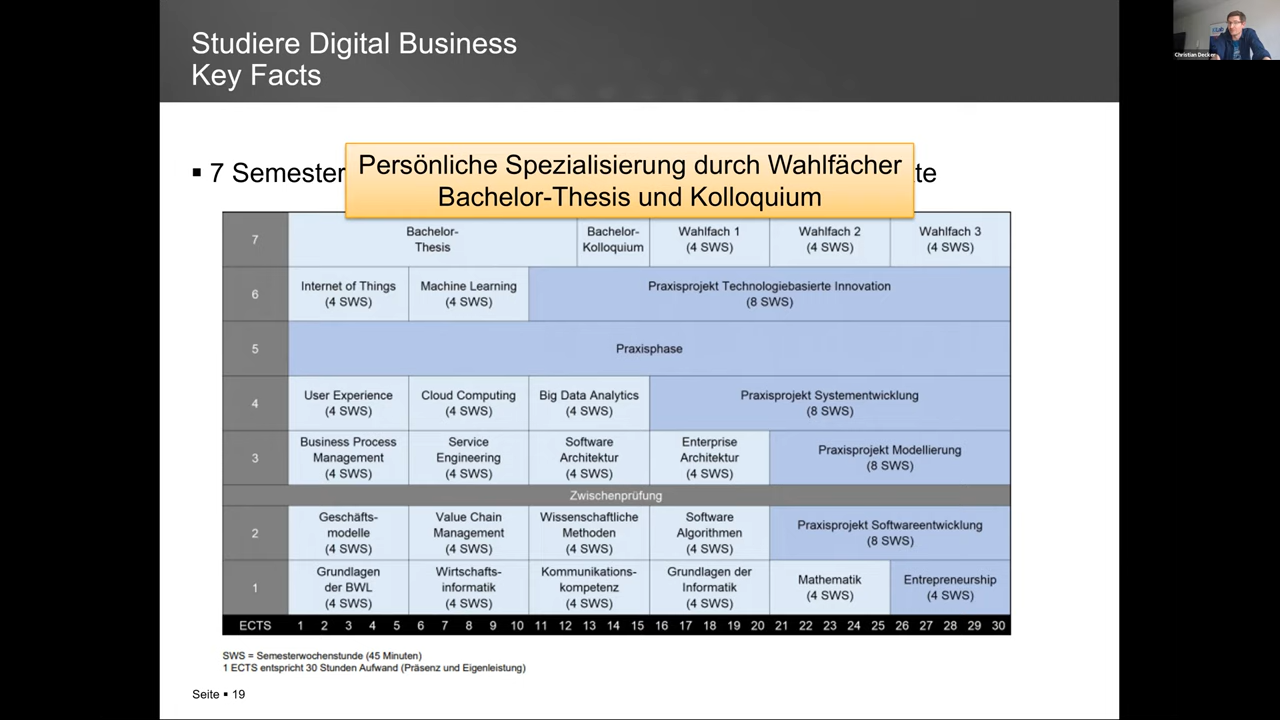 Studiere Digital Business
Key Facts
Christian Decker
▪ 7 Semester
te
Persönliche Spezialisierung durch Wahlfächer
Bachelor-Thesis und Kolloquium
7
Bachelor-
Thesis
Bachelor-
Kolloquium
Wahlfach 1
(4 SWS)
Wahlfach 2
(4 SWS)
Wahlfach 3
(4 SWS)
6
Internet of Things
(4 SWS)
Machine Learning
(4 SWS)
Praxisprojekt Technologiebasierte Innovation
(8 SWS)
5
Praxisphase
4
User Experience
(4 SWS)
Cloud Computing
(4 SWS)
Big Data Analytics
(4 SWS)
Praxisprojekt Systementwicklung
(8 SWS)
3
Business Process
Management
(4 SWS)
Service
Engineering
(4 SWS)
Software
Architektur
(4 SWS)
Enterprise
Architektur
(4 SWS)
Praxisprojekt Modellierung
(8 SWS)
Zwischenprüfung
2
Geschäfts-
modelle
(4 SWS)
Value Chain
Management
(4 SWS)
Wissenschaftliche
Methoden
(4 SWS)
Software
Algorithmen
(4 SWS)
Praxisprojekt Softwareentwicklung
(8 SWS)
1
Grundlagen
der BWL
(4 SWS)
Wirtschafts-
informatik
(4 SWS)
Kommunikations-
kompetenz
(4 SWS)
Grundlagen der
Informatik
(4 SWS)
Mathematik
(4 SWS)
Entrepreneurship
(4 SWS)
ECTS 1 2 3 4 5 6 7 8 9 10 11 12 13 14 15 16 17 18 19 20 21 22 23 24 25 26 27 28 29 30
SWS = Semesterwochenstunde (45 Minuten)
1 ECTS entspricht 30 Stunden Aufwand (Präsenz und Eigenleistung)
Seite ▪ 19